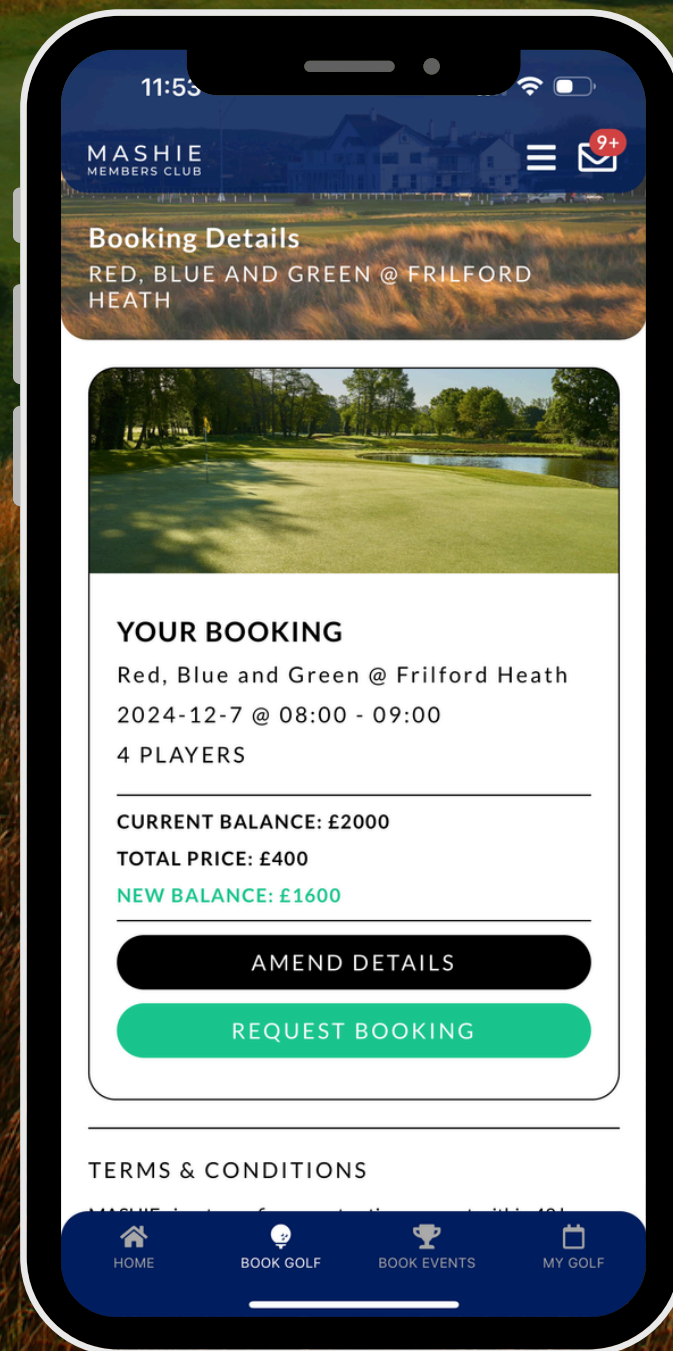 11:53
MASHIE
MEMBERS CLUB
9+
Booking Details
RED, BLUE AND GREEN @ FRILFORD
HEATH
YOUR BOOKING
Red, Blue and Green @ Frilford Heath
2024-12-7 @ 08:00 - 09:00
4 PLAYERS
CURRENT BALANCE: £2000
TOTAL PRICE: £400
NEW BALANCE: £1600
AMEND DETAILS
REQUEST BOOKING
TERMS & CONDITIONS
HOME
BOOK GOLF
BOOK EVENTS
MY GOLF